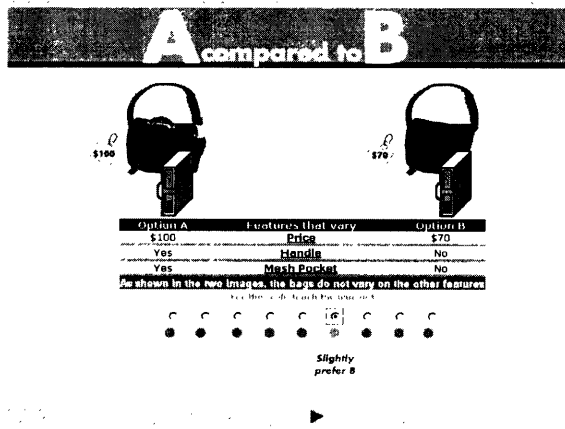 A compared to B
$100
$70
Option A Features that vary Option B
$100 Price $70
Yes Handle No
Yes Mesh Pocket No
As shown in the two images, the bags do not vary on the other features
Slightly
prefer B